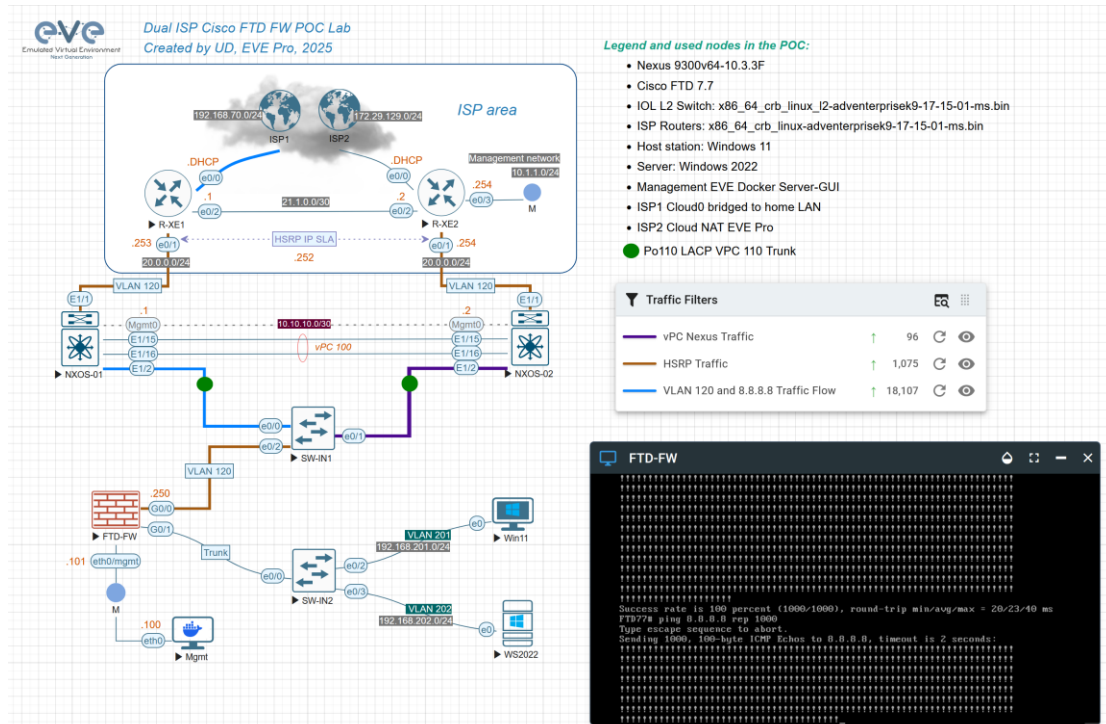 eve
Emulated Virtual Environment
Next Generation
Dual ISP Cisco FTD FW POC Lab
Created by UD, EVE Pro, 2025
ISP area
192.168.70.0/24
172.29.129.0/24
ISP1
ISP2
.DHCP
.DHCP
e0/0
e0/0
Management network
10.1.1.0/24
.254
e0/3
M
.1
e0/2
21.1.0.0/30
.2
e0/2
R-XE1
R-XE2
.253
e0/1
HSRP IP SLA
e0/1
.254
.252
20.0.0.0/24
20.0.0.0/24
VLAN 120
VLAN 120
E1/1
E1/1
.1
.2
Mgmt0
10.10.10.0/30
Mgmt0
E1/15
E1/15
vPC 100
E1/16
E1/16
E1/2
E1/2
NXOS-01
NXOS-02
e0/0
e0/1
e0/2
SW-IN1
VLAN 120
.250
G0/0
G0/1
FTD-FW
Trunk
.101
eth0/mgmt
M
.100
eth0
Mgmt
e0/0
SW-IN2
e0/2
e0/3
VLAN 201
192.168.201.0/24
e0
Win11
VLAN 202
192.168.202.0/24
e0
WS2022
Legend and used nodes in the POC:
• Nexus 9300v64-10.3.3F
• Cisco FTD 7.7
• IOL L2 Switch: x86_64_crb_linux_l2-adventerprisek9-17-15-01-ms.bin
• ISP Routers: x86_64_crb_linux-adventerprisek9-17-15-01-ms.bin
• Host station: Windows 11
• Server: Windows 2022
• Management EVE Docker Server-GUI
• ISP1 Cloud0 bridged to home LAN
• ISP2 Cloud NAT EVE Pro
Po110 LACP VPC 110 Trunk
Traffic Filters
vPC Nexus Traffic ↑ 96
HSRP Traffic ↑ 1,075
VLAN 120 and 8.8.8.8 Traffic Flow ↑ 18,107
FTD-FW
Success rate is 100 percent (1000/1000), round-trip min/avg/max = 20/23/40 ms
FTD77# ping 8.8.8.8 rep 1000
Type escape sequence to abort.
Sending 1000, 100-byte ICMP Echos to 8.8.8.8, timeout is 2 seconds: